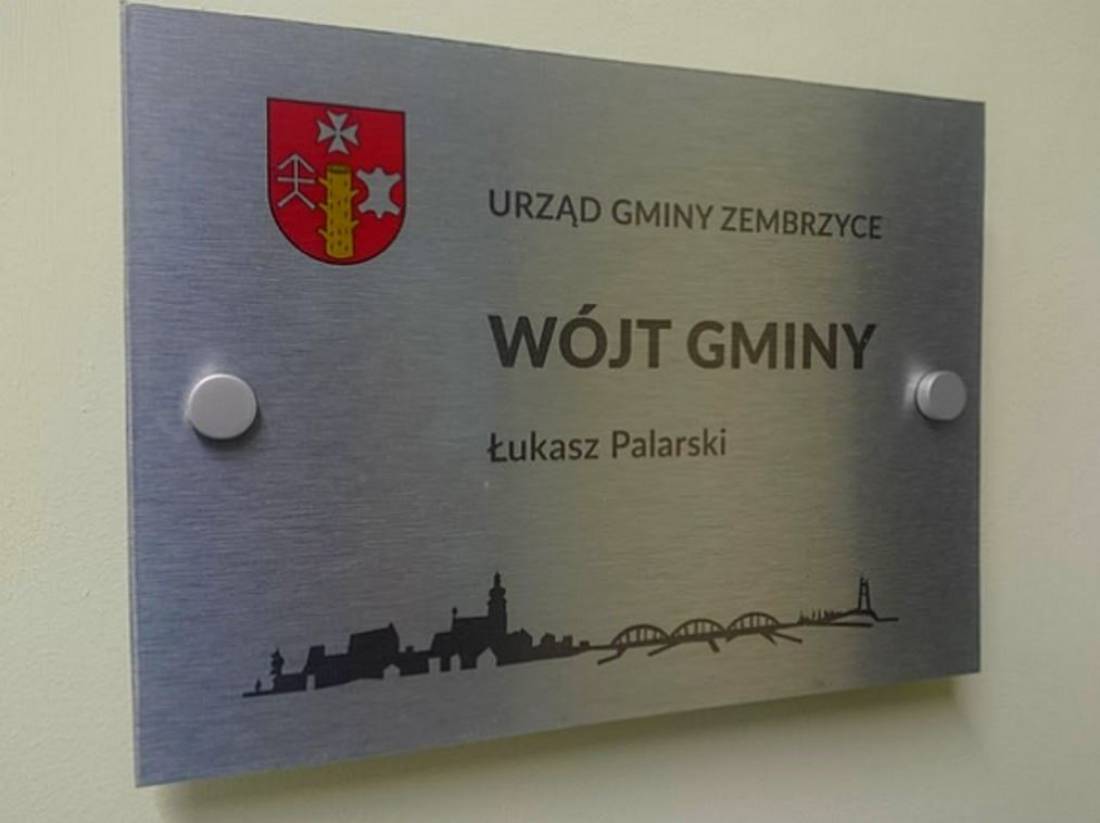 URZĄD GMINY ZEMBRZYCE
WÓJT GMINY
Łukasz Palarski